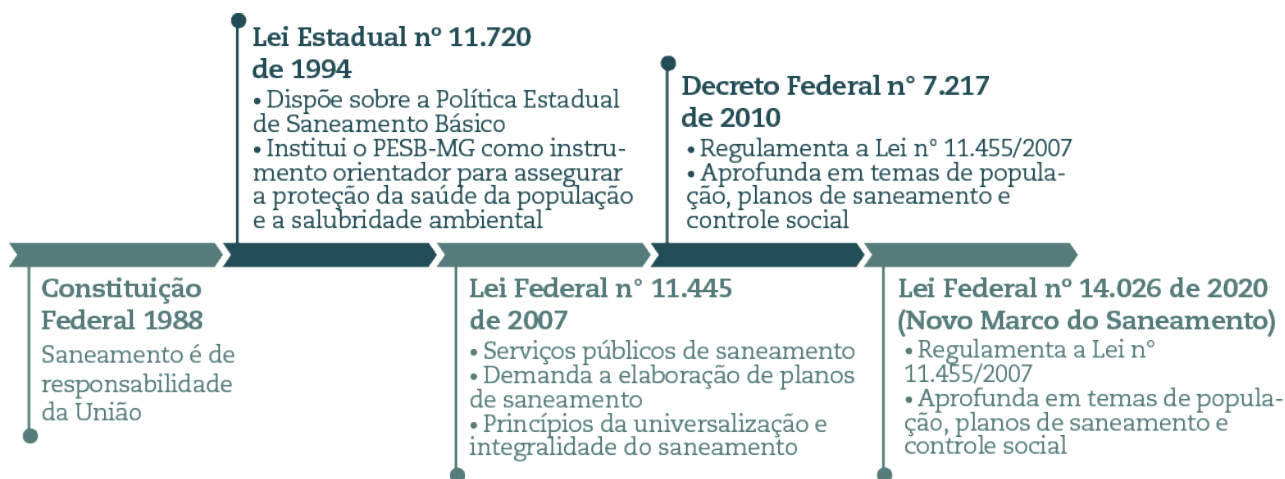 Lei Estadual nº 11.720
de 1994
• Dispõe sobre a Política Estadual
de Saneamento Básico
• Institui o PESB-MG como instru-
mento orientador para assegurar
a proteção da saúde da população
e a salubridade ambiental
Decreto Federal n° 7.217
de 2010
• Regulamenta a Lei n° 11.455/2007
• Aprofunda em temas de popula-
ção, planos de saneamento e
controle social
Constituição
Federal 1988
Saneamento é de
responsabilidade
da União
Lei Federal n° 11.445
de 2007
• Serviços públicos de saneamento
• Demanda a elaboração de planos
de saneamento
• Princípios da universalização e
integralidade do saneamento
Lei Federal nº 14.026 de 2020
(Novo Marco do Saneamento)
• Regulamenta a Lei n°
11.455/2007
• Aprofunda em temas de popula-
ção, planos de saneamento e
controle social